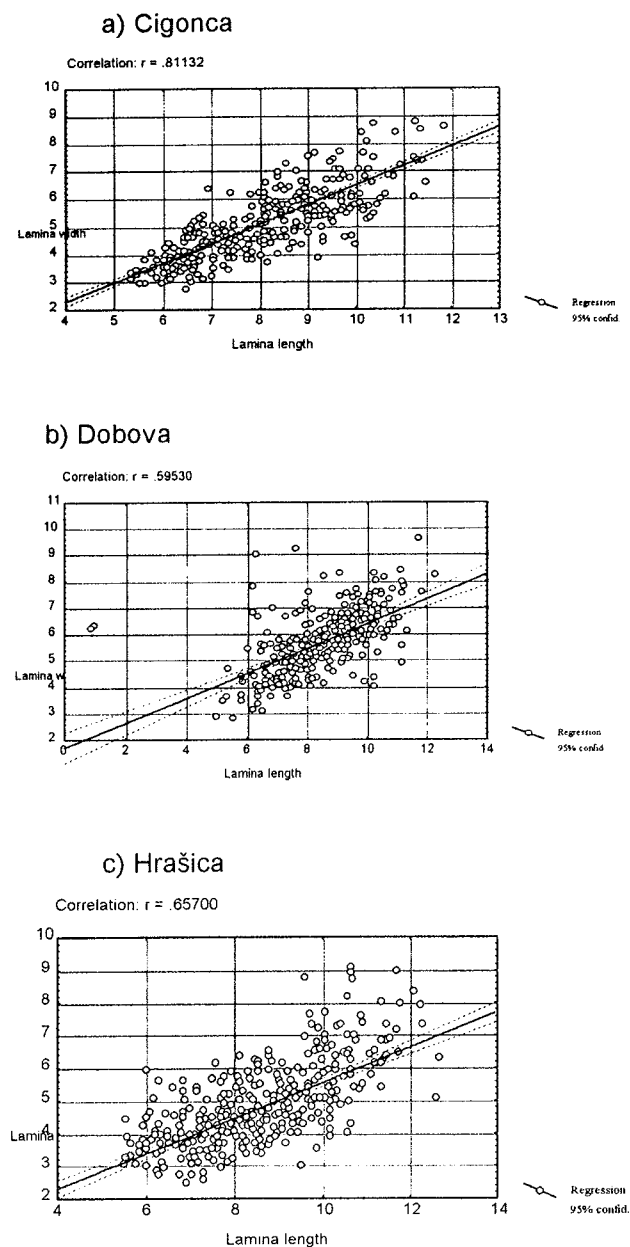 a) Cigonca
Correlation: r = .81132
10
9
8
7
6
5
Lamina width
4
3
2
4 5 6 7 8 9 10 11 12 13
Lamina length
Regression
95% confid.
b) Dobova
Correlation: r = .59530
11
10
9
8
7
6
5
Lamina w
4
3
2
0 2 4 6 8 10 12 14
Lamina length
Regression
95% confid
c) Hrašica
Correlation: r = .65700
10
9
8
7
6
5
Lamina
4
3
2
4 6 8 10 12 14
Lamina length
Regression
95% confid.